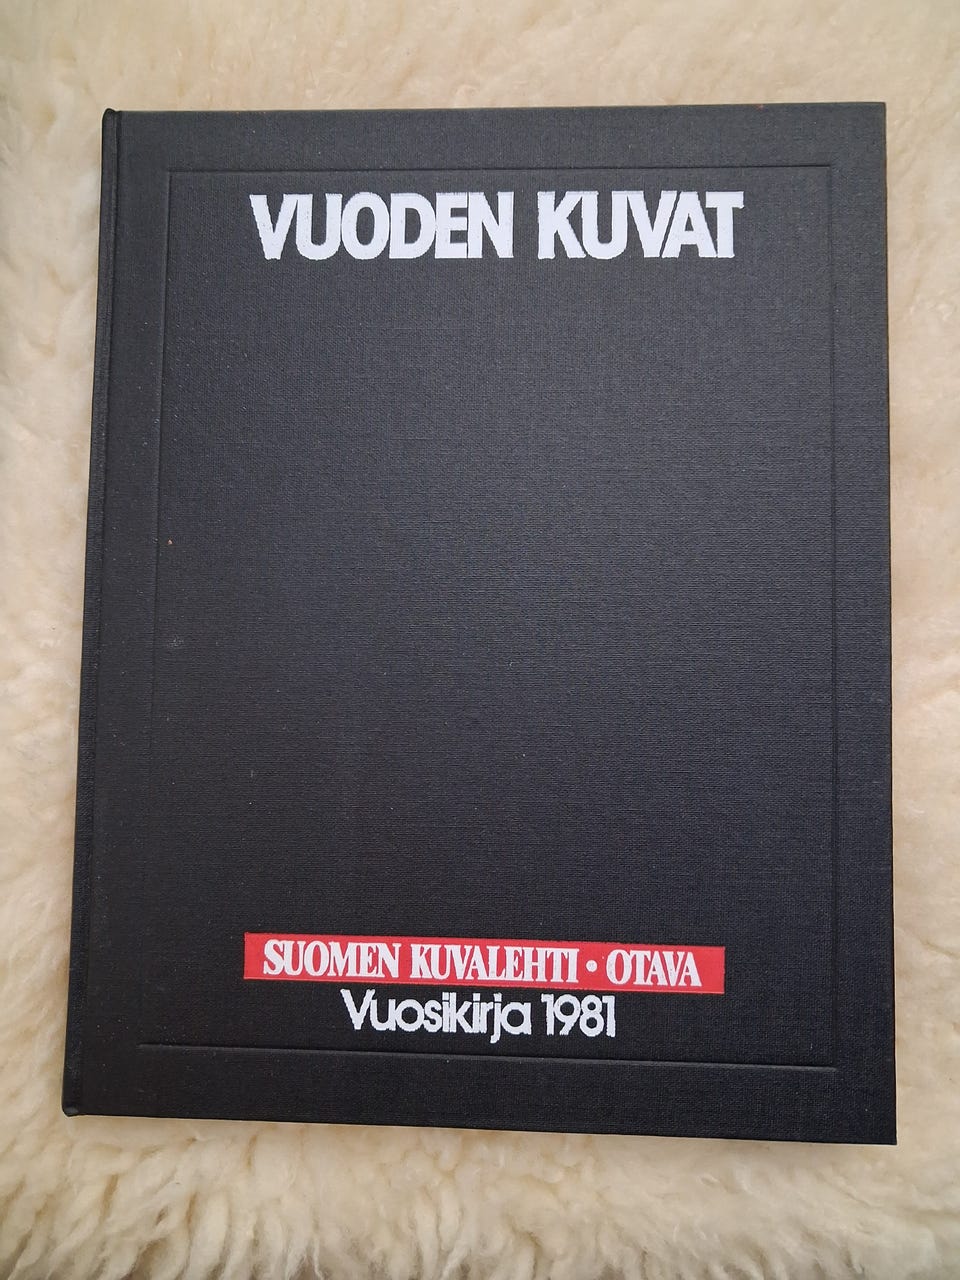 VUODEN KUVAT
SUOMEN KUVALEHTI • OTAVA
Vuosikirja 1981